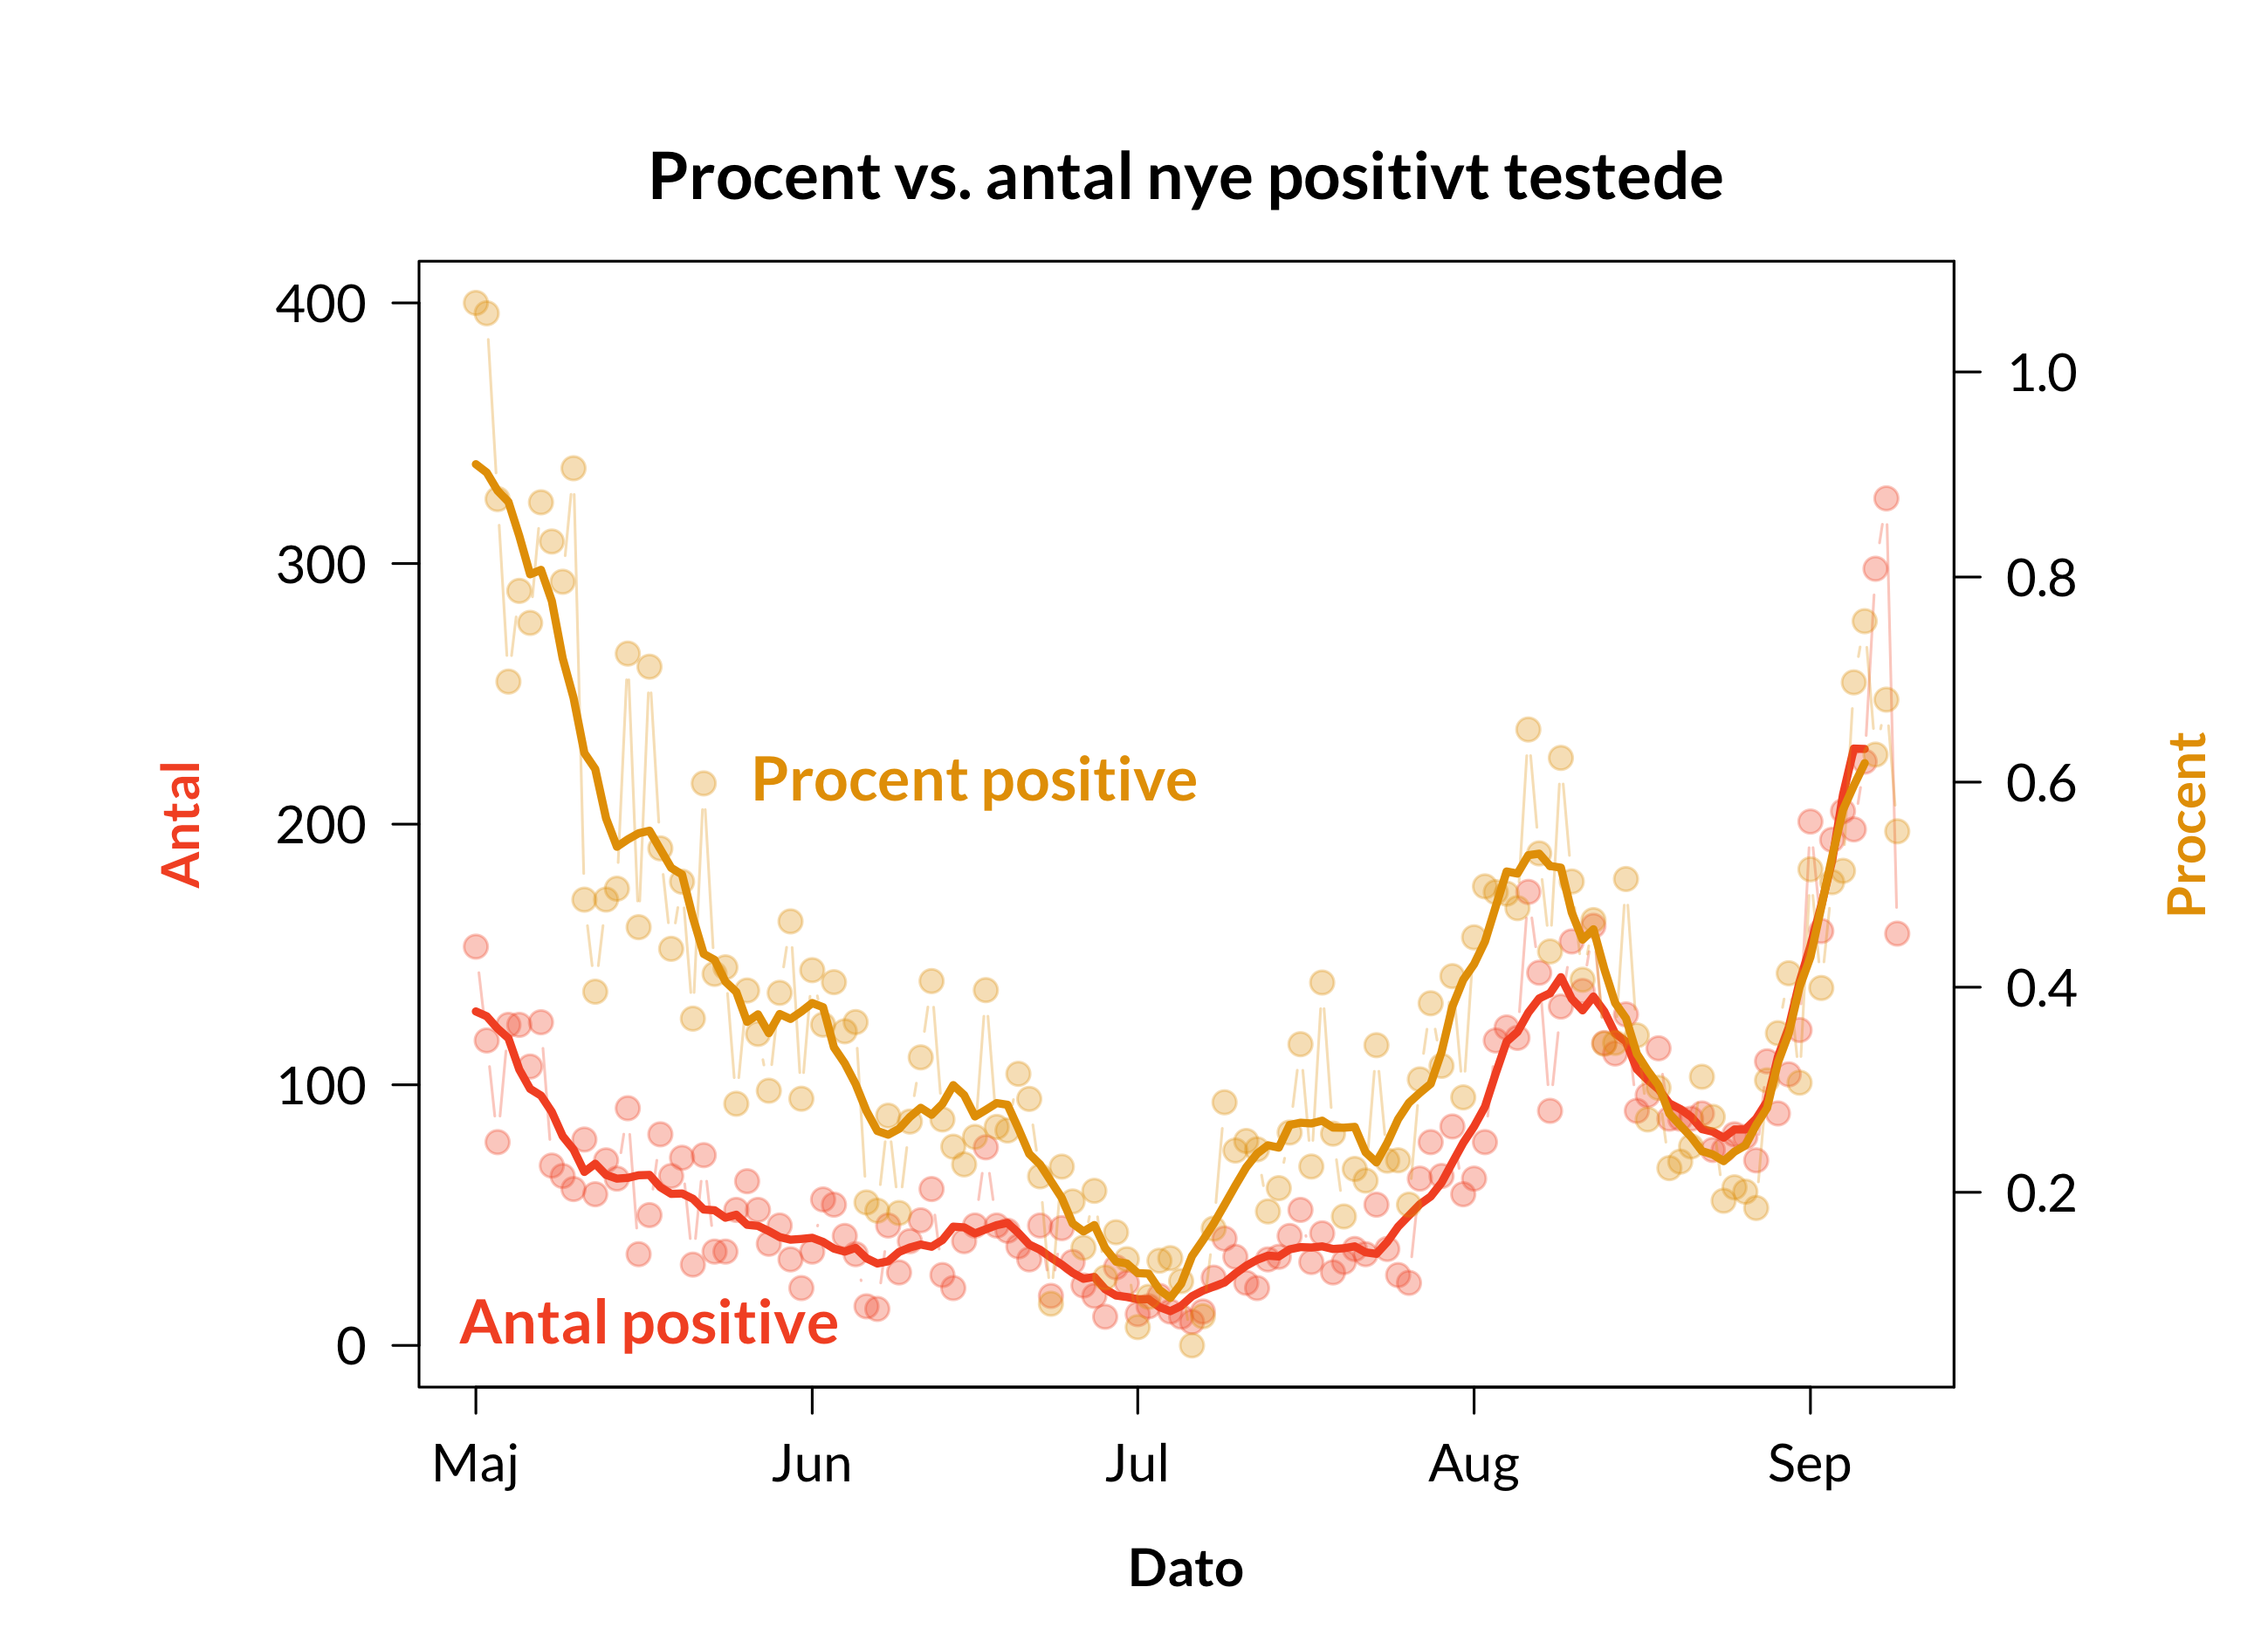 Procent vs. antal nye positivt testede
400
300
200
100
0
Antal
1.0
0.8
0.6
0.4
0.2
Procent
Procent positive
Antal positive
Maj Jun Jul Aug Sep
Dato